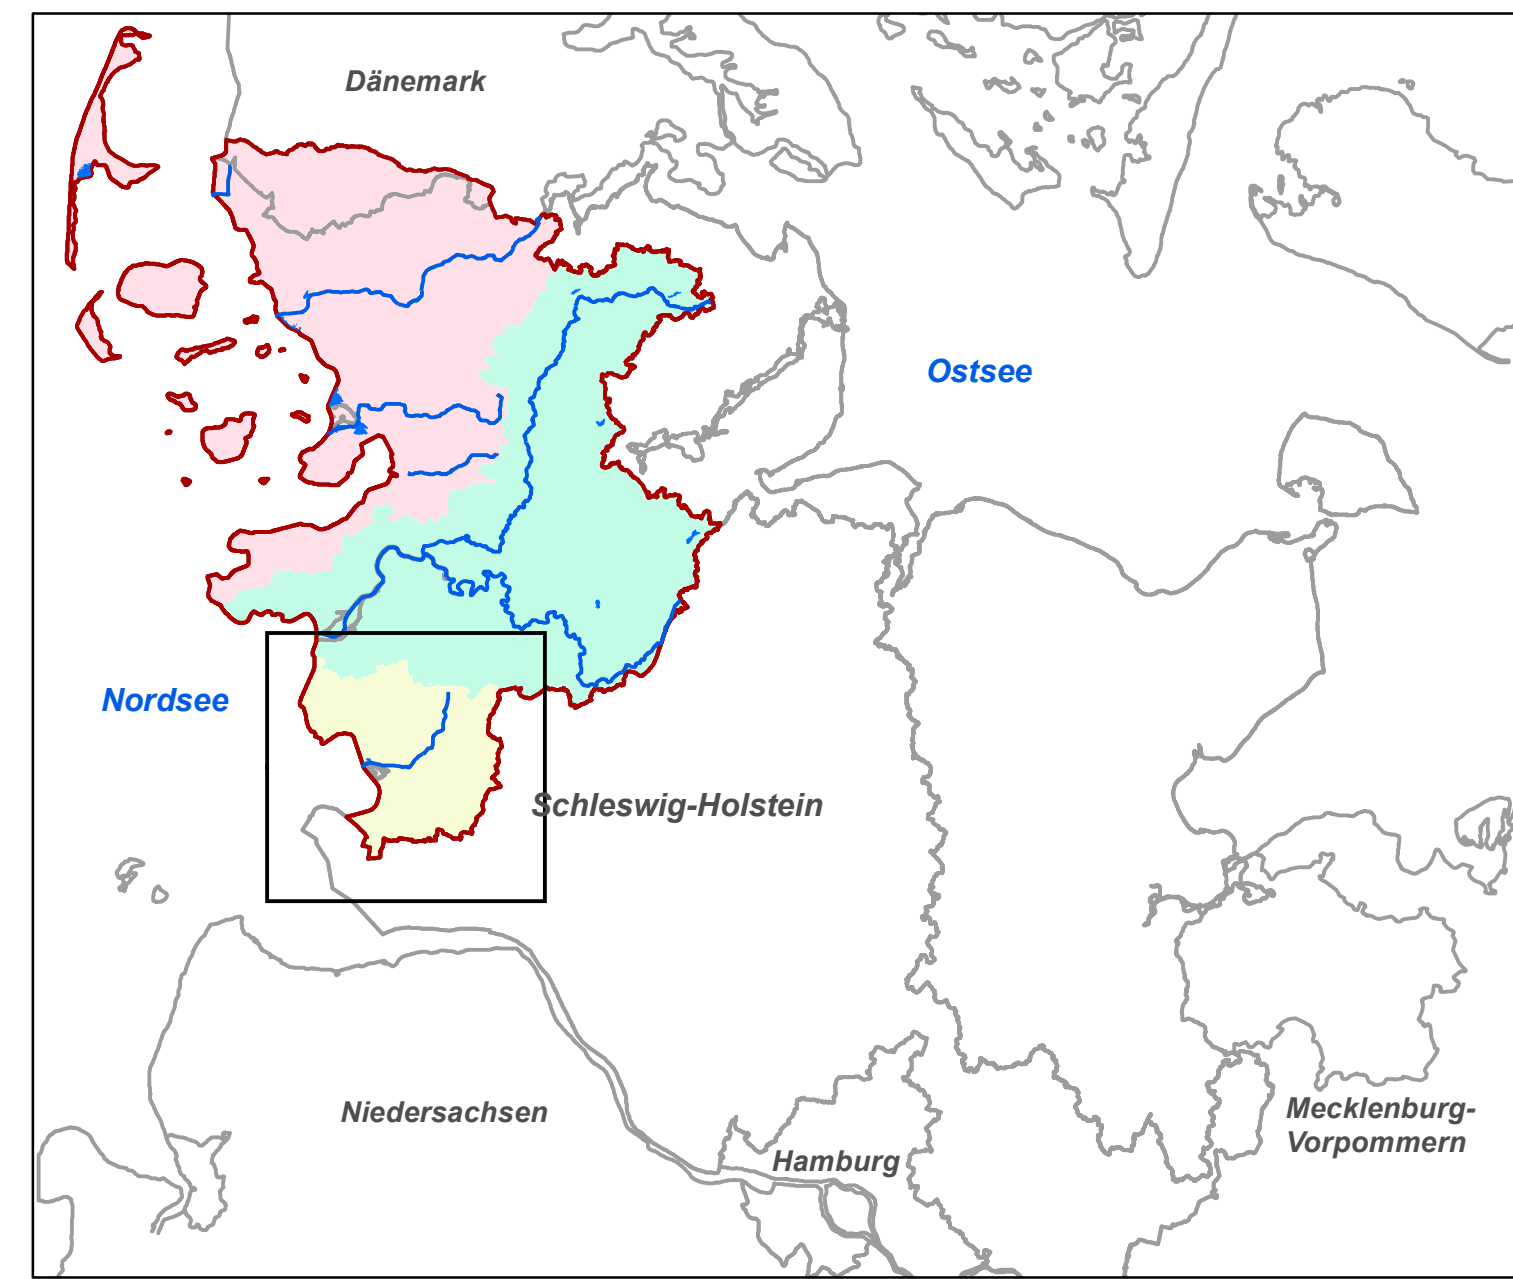 Dänemark
Ostsee
Nordsee
Schleswig-Holstein
Niedersachsen
Hamburg
Mecklenburg-
Vorpommern